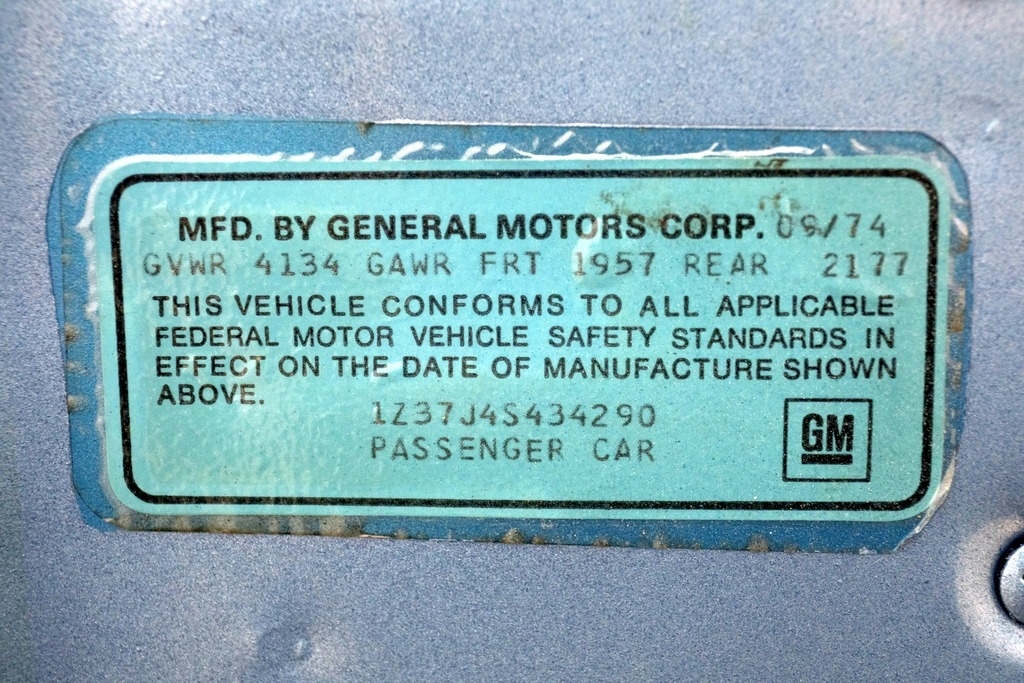 MFD. BY GENERAL MOTORS CORP. 09/74
GVWR 4134 GAWR FRT 1957 REAR 2177
THIS VEHICLE CONFORMS TO ALL APPLICABLE
FEDERAL MOTOR VEHICLE SAFETY STANDARDS IN
EFFECT ON THE DATE OF MANUFACTURE SHOWN
ABOVE.
1Z37J4S434290
PASSENGER CAR
GM